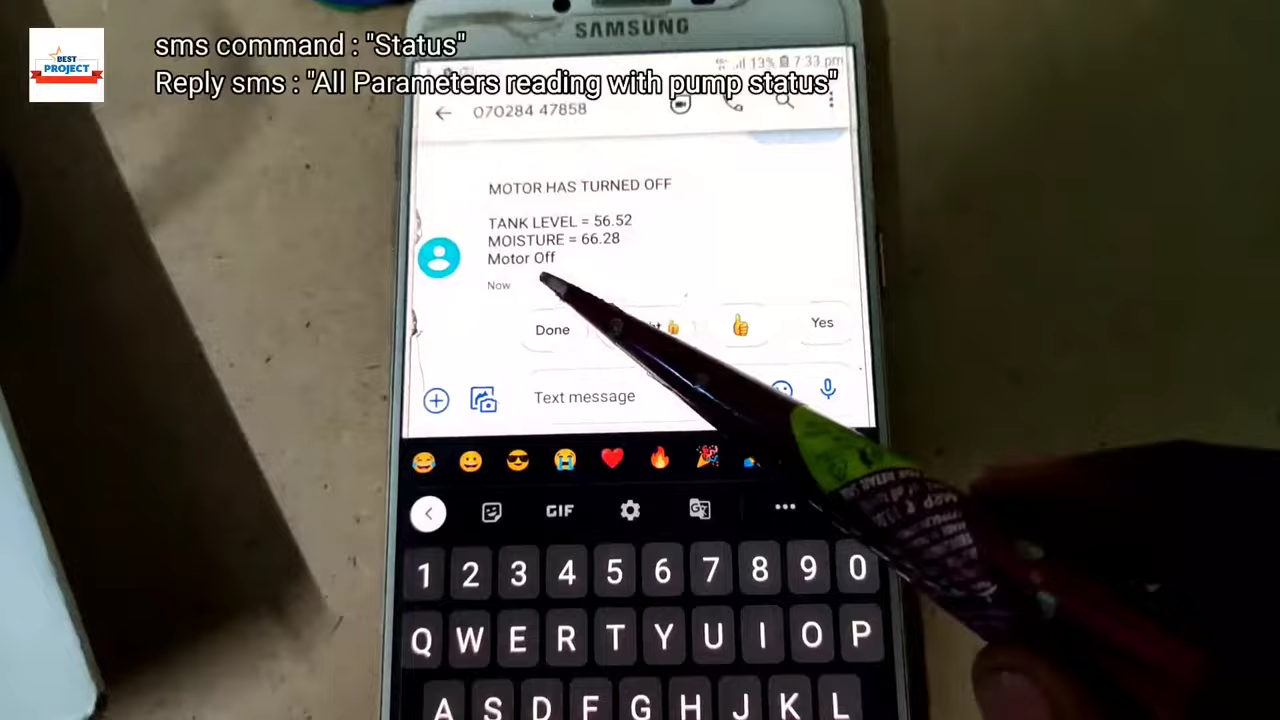 BEST
PROJECT
sms command : "Status"
Reply sms : "All Parameters reading with pump status"
SAMSUNG
13% 7:33 pm
070284 47858
MOTOR HAS TURNED OFF
TANK LEVEL = 56.52
MOISTURE = 66.28
Motor Off
Now
Done
Yes
Text message
GIF
1 2 3 4 5 6 7 8 9 0
Q W E R T Y U I O P
A S D F G H J K L